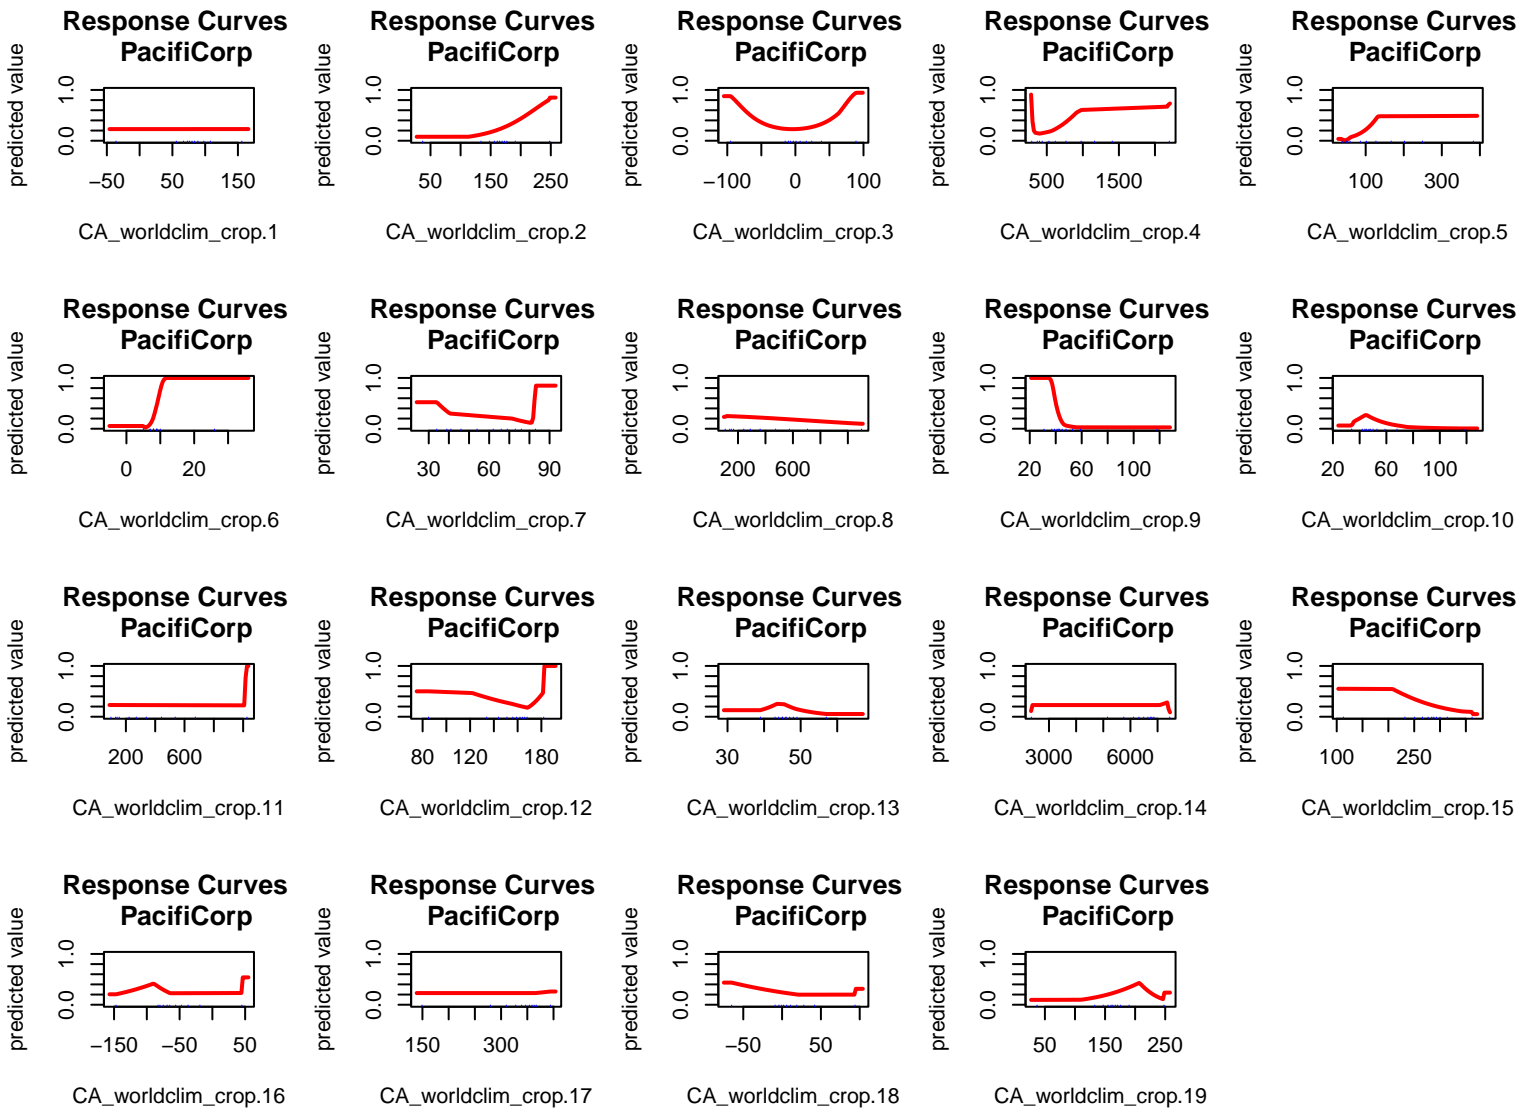 Response Curves
PacifiCorp
predicted value
0.0 1.0
−50 50 150
CA_worldclim_crop.1
Response Curves
PacifiCorp
predicted value
0.0 1.0
50 150 250
CA_worldclim_crop.2
Response Curves
PacifiCorp
predicted value
0.0 1.0
−100 0 100
CA_worldclim_crop.3
Response Curves
PacifiCorp
predicted value
0.0 1.0
500 1500
CA_worldclim_crop.4
Response Curves
PacifiCorp
predicted value
0.0 1.0
100 300
CA_worldclim_crop.5
Response Curves
PacifiCorp
predicted value
0.0 1.0
0 20
CA_worldclim_crop.6
Response Curves
PacifiCorp
predicted value
0.0 1.0
30 60 90
CA_worldclim_crop.7
Response Curves
PacifiCorp
predicted value
0.0 1.0
200 600
CA_worldclim_crop.8
Response Curves
PacifiCorp
predicted value
0.0 1.0
20 60 100
CA_worldclim_crop.9
Response Curves
PacifiCorp
predicted value
0.0 1.0
20 60 100
CA_worldclim_crop.10
Response Curves
PacifiCorp
predicted value
0.0 1.0
200 600
CA_worldclim_crop.11
Response Curves
PacifiCorp
predicted value
0.0 1.0
80 120 180
CA_worldclim_crop.12
Response Curves
PacifiCorp
predicted value
0.0 1.0
30 50
CA_worldclim_crop.13
Response Curves
PacifiCorp
predicted value
0.0 1.0
3000 6000
CA_worldclim_crop.14
Response Curves
PacifiCorp
predicted value
0.0 1.0
100 250
CA_worldclim_crop.15
Response Curves
PacifiCorp
predicted value
0.0 1.0
−150 −50 50
CA_worldclim_crop.16
Response Curves
PacifiCorp
predicted value
0.0 1.0
150 300
CA_worldclim_crop.17
Response Curves
PacifiCorp
predicted value
0.0 1.0
−50 50
CA_worldclim_crop.18
Response Curves
PacifiCorp
predicted value
0.0 1.0
50 150 250
CA_worldclim_crop.19